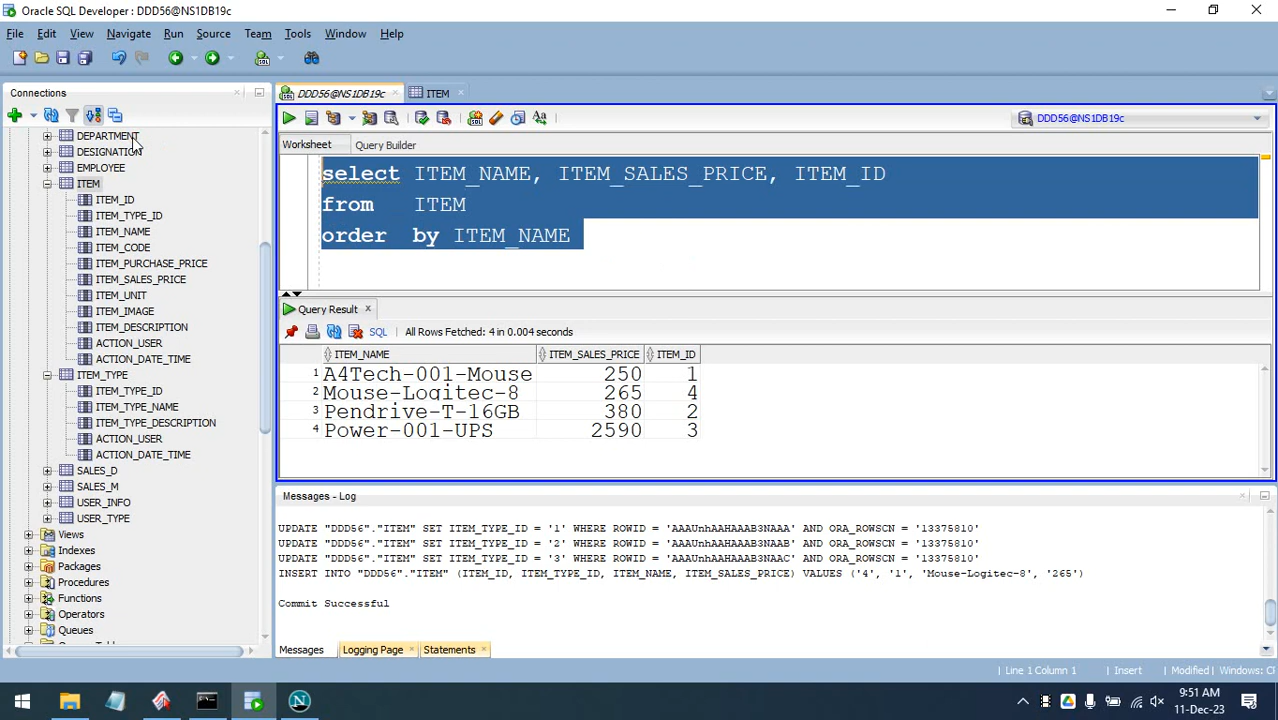 Oracle SQL Developer : DDD56@NS1DB19c
File Edit View Navigate Run Source Team Tools Window Help
Connections
DDD56@NS1DB19c
ITEM
DDD56@NS1DB19c
DEPARTMENT
DESIGNATION
EMPLOYEE
ITEM
ITEM_ID
ITEM_TYPE_ID
ITEM_NAME
ITEM_CODE
ITEM_PURCHASE_PRICE
ITEM_SALES_PRICE
ITEM_UNIT
ITEM_IMAGE
ITEM_DESCRIPTION
ACTION_USER
ACTION_DATE_TIME
ITEM_TYPE
ITEM_TYPE_ID
ITEM_TYPE_NAME
ITEM_TYPE_DESCRIPTION
ACTION_USER
ACTION_DATE_TIME
SALES_D
SALES_M
USER_INFO
USER_TYPE
Views
Indexes
Packages
Procedures
Functions
Operators
Queues
Worksheet Query Builder
select ITEM_NAME, ITEM_SALES_PRICE, ITEM_ID
from ITEM
order by ITEM_NAME
Query Result
SQL All Rows Fetched: 4 in 0.004 seconds
ITEM_NAME ITEM_SALES_PRICE ITEM_ID
1 A4Tech-001-Mouse 250 1
2 Mouse-Logitec-8 265 4
3 Pendrive-T-16GB 380 2
4 Power-001-UPS 2590 3
Messages - Log
UPDATE "DDD56"."ITEM" SET ITEM_TYPE_ID = '1' WHERE ROWID = 'AAAUnhAAHAAAB3NAAA' AND ORA_ROWSCN = '13375810'
UPDATE "DDD56"."ITEM" SET ITEM_TYPE_ID = '2' WHERE ROWID = 'AAAUnhAAHAAAB3NAAB' AND ORA_ROWSCN = '13375810'
UPDATE "DDD56"."ITEM" SET ITEM_TYPE_ID = '3' WHERE ROWID = 'AAAUnhAAHAAAB3NAAC' AND ORA_ROWSCN = '13375810'
INSERT INTO "DDD56"."ITEM" (ITEM_ID, ITEM_TYPE_ID, ITEM_NAME, ITEM_SALES_PRICE) VALUES ('4', '1', 'Mouse-Logitec-8', '265')
Commit Successful
Messages Logging Page Statements
Line 1 Column 1 Insert Modified Windows: CF
9:51 AM
11-Dec-23